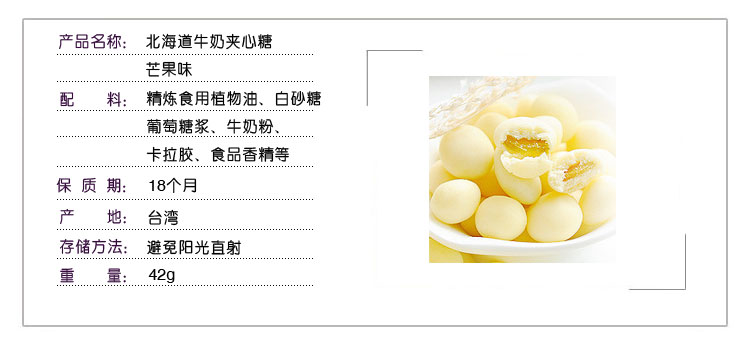 产品名称： 北海道牛奶夹心糖
芒果味
配 料： 精炼食用植物油、白砂糖
葡萄糖浆、牛奶粉、
卡拉胶、食品香精等
保 质 期： 18个月
产 地： 台湾
存储方法： 避免阳光直射
重 量： 42g